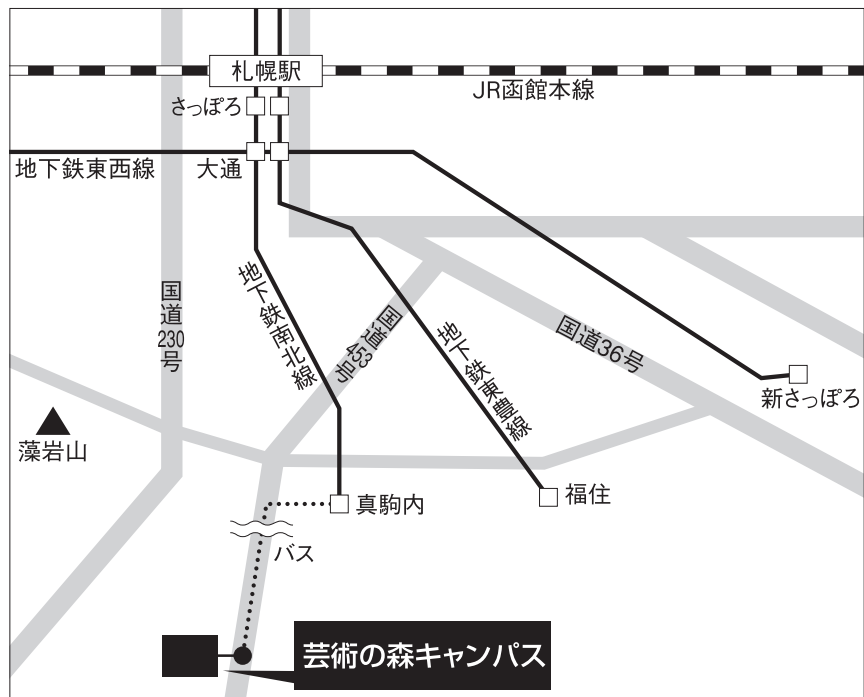 札幌駅
JR函館本線
さっぽろ
地下鉄東西線
大通
国道230号
地下鉄南北線
国道453号
地下鉄東豊線
国道36号
新さっぽろ
藻岩山
真駒内
福住
バス
芸術の森キャンパス